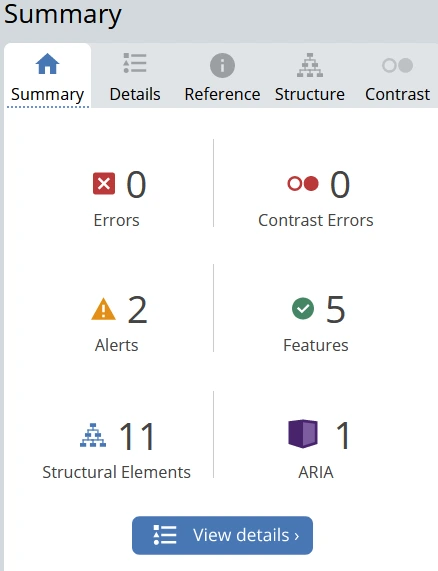 Summary
Summary Details Reference Structure Contrast
0 0
Errors Contrast Errors
2 5
Alerts Features
11 1
Structural Elements ARIA
View details ›